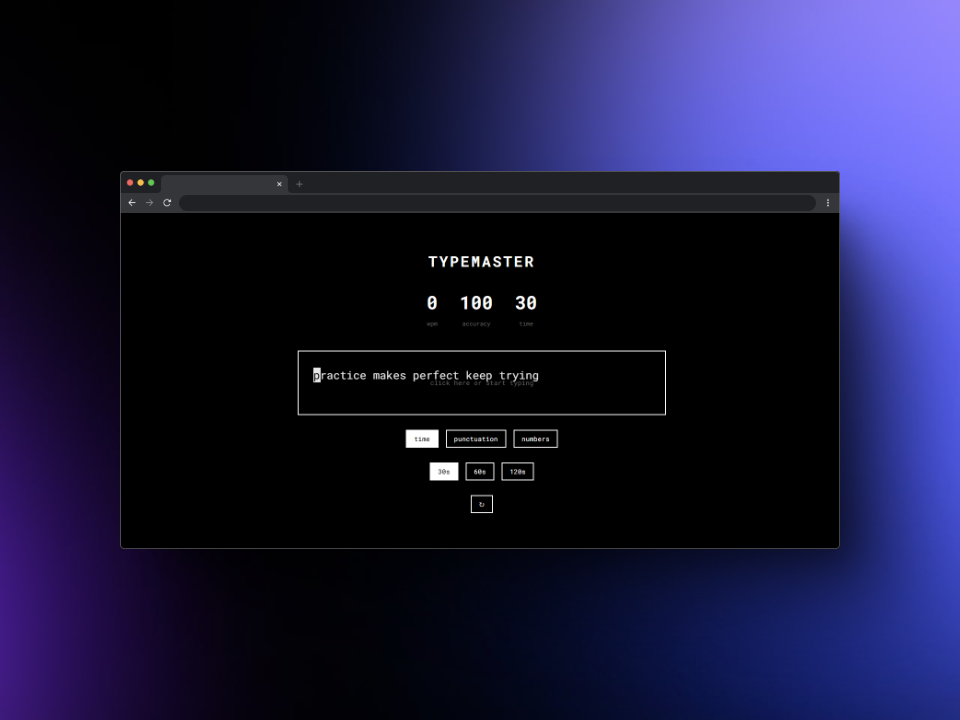 TYPEMASTER
0 100 30
wpm accuracy time
practice makes perfect keep trying
click here or start typing
time punctuation numbers
30s 60s 120s